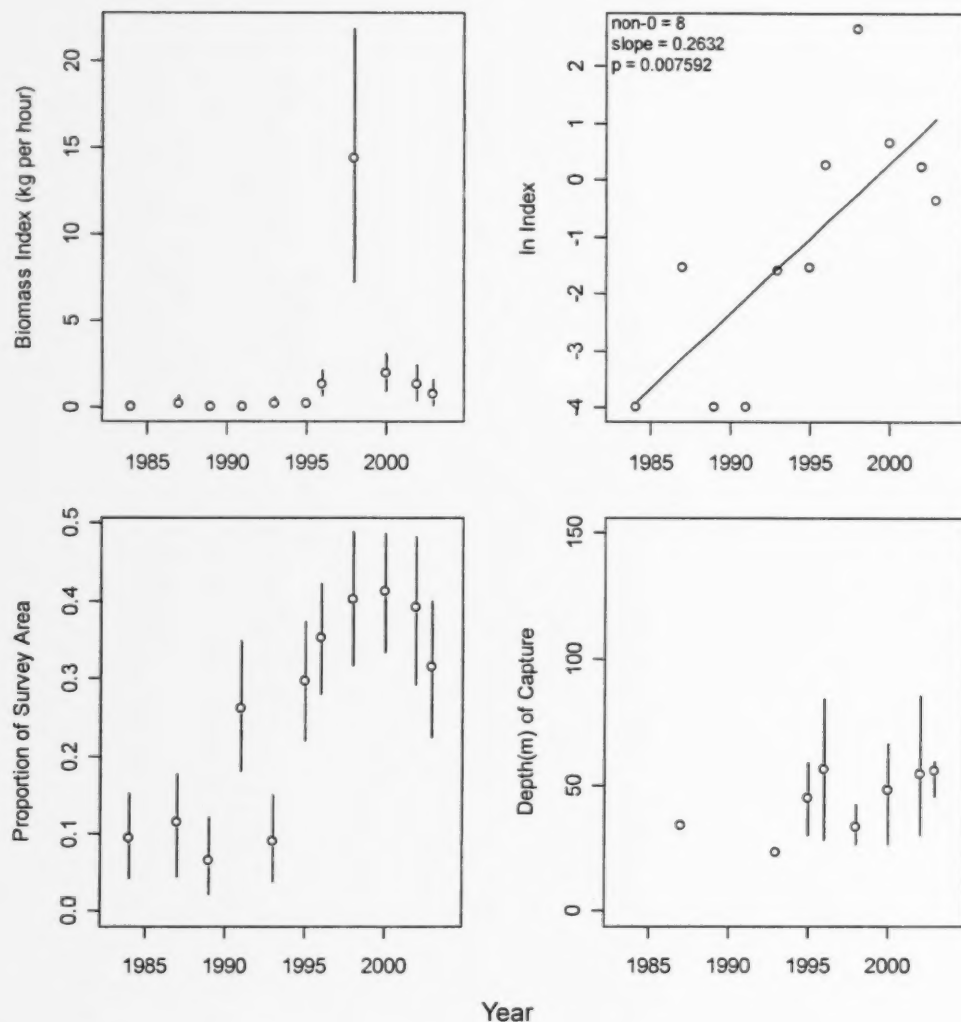 Biomass Index (kg per hour)
20
15
10
5
0
1985 1990 1995 2000
non-0 = 8
slope = 0.2632
p = 0.007592
ln Index
2
1
0
-1
-2
-3
-4
1985 1990 1995 2000
Proportion of Survey Area
0.5
0.4
0.3
0.2
0.1
0.0
1985 1990 1995 2000
Depth(m) of Capture
150
100
50
0
1985 1990 1995 2000
Year